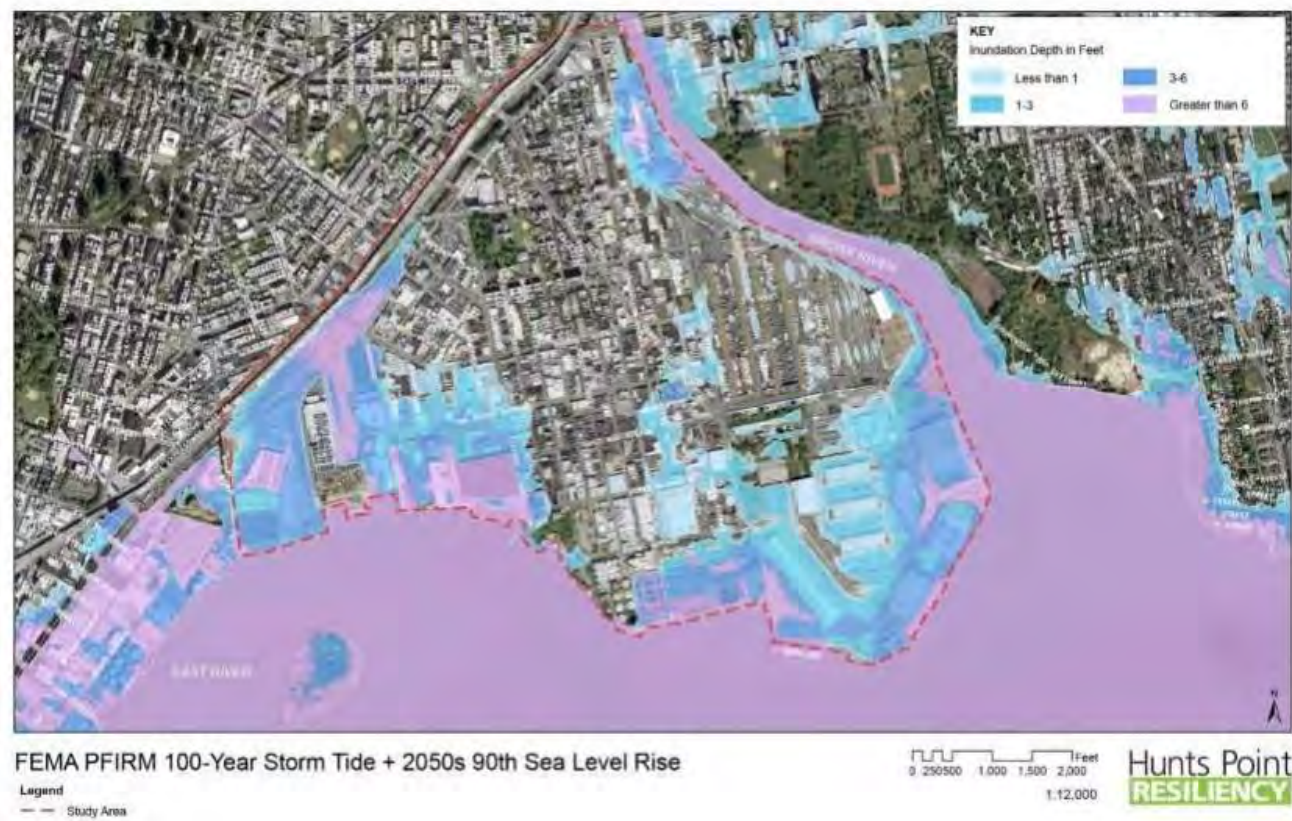 KEY
Inundation Depth in Feet
Less than 1
3-6
1-3
Greater than 6
BRONX RIVER
EAST RIVER
N
FEMA PFIRM 100-Year Storm Tide + 2050s 90th Sea Level Rise
Legend
Study Area
Feet
0 250500 1,000 1,500 2,000
1:12,000
Hunts Point
RESILIENCY